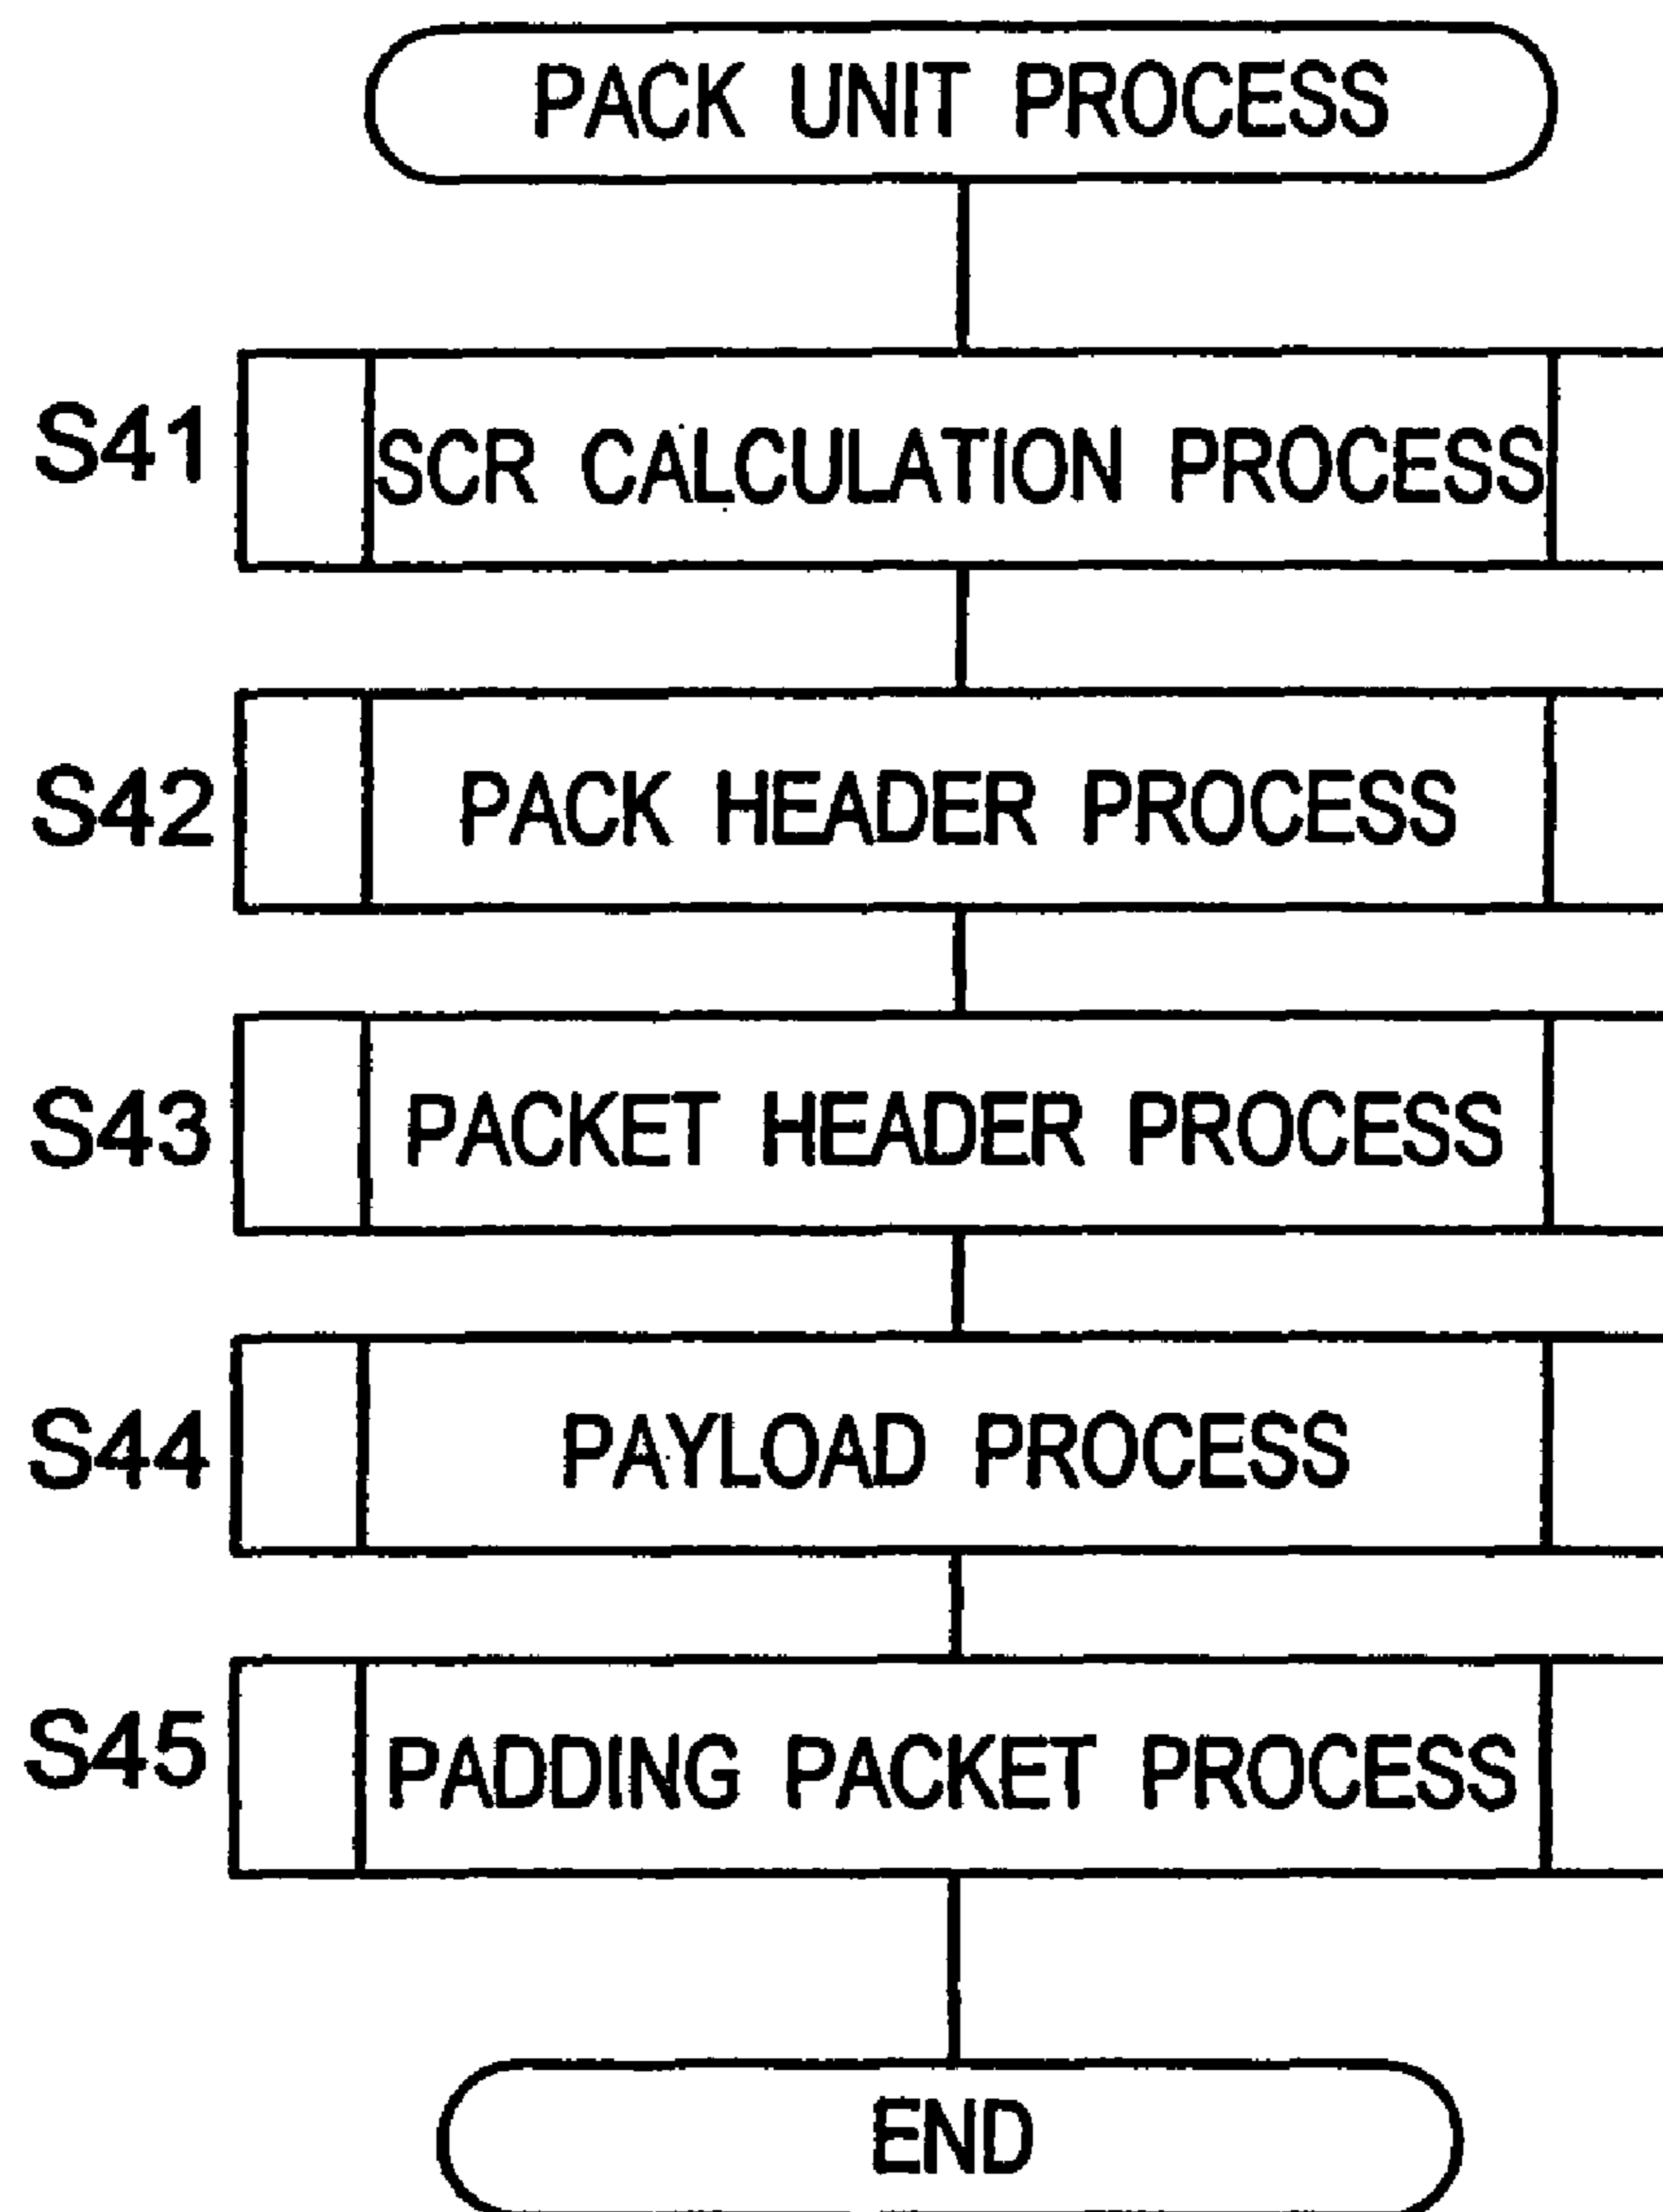 PACK UNIT PROCESS
S41 SCR CALCULATION PROCESS
S42 PACK HEADER PROCESS
S43 PACKET HEADER PROCESS
S44 PAYLOAD PROCESS
S45 PADDING PACKET PROCESS
END